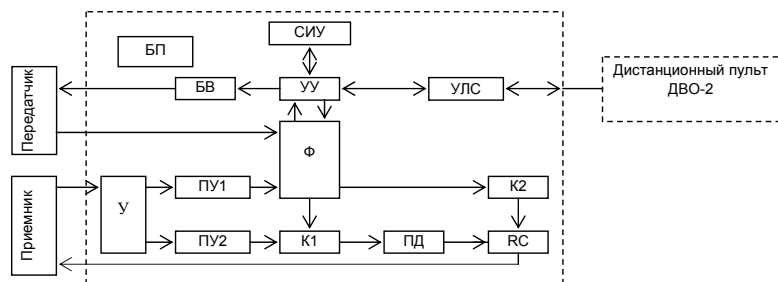 СИУ
БП
Передатчик
БВ
УУ
УЛС
Дистанционный пульт
ДВО-2
Ф
Приемник
У
ПУ1
К2
ПУ2
К1
ПД
RC